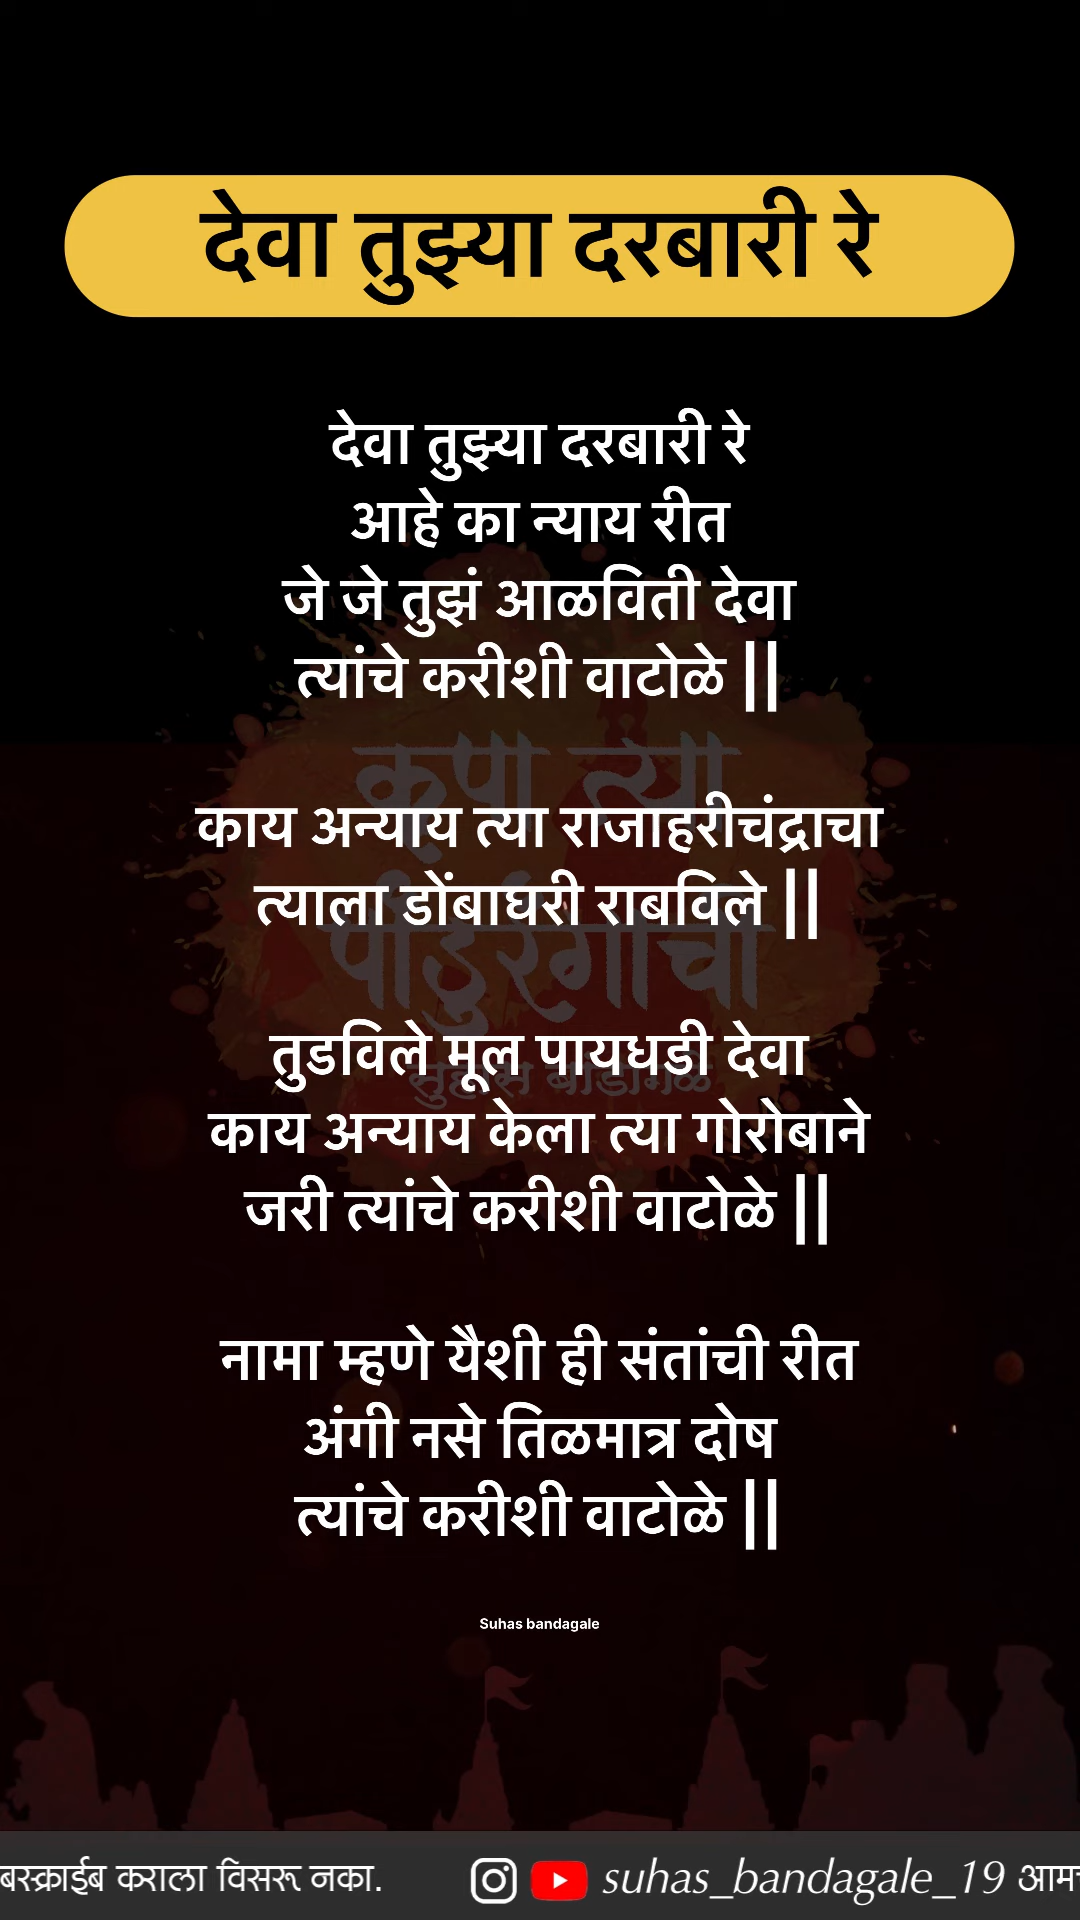 देवा तुझ्या दरबारी रे
देवा तुझ्या दरबारी रे
आहे का न्याय रीत
जे जे तुझं आळविती देवा
त्यांचे करीशी वाटोळे ||
कृपा त्या
काय अन्याय त्या राजाहरीचंद्राचा
त्याला डोंबाघरी राबविले ||
पांडुरंगाची
तुडविले मूल पायधडी देवा
सुहास बांडागळे
काय अन्याय केला त्या गोरोबाने
जरी त्यांचे करीशी वाटोळे ||
नामा म्हणे यैशी ही संतांची रीत
अंगी नसे तिळमात्र दोष
त्यांचे करीशी वाटोळे ||
Suhas bandagale
बस्क्राईब कराला विसरू नका. suhas_bandagale_19